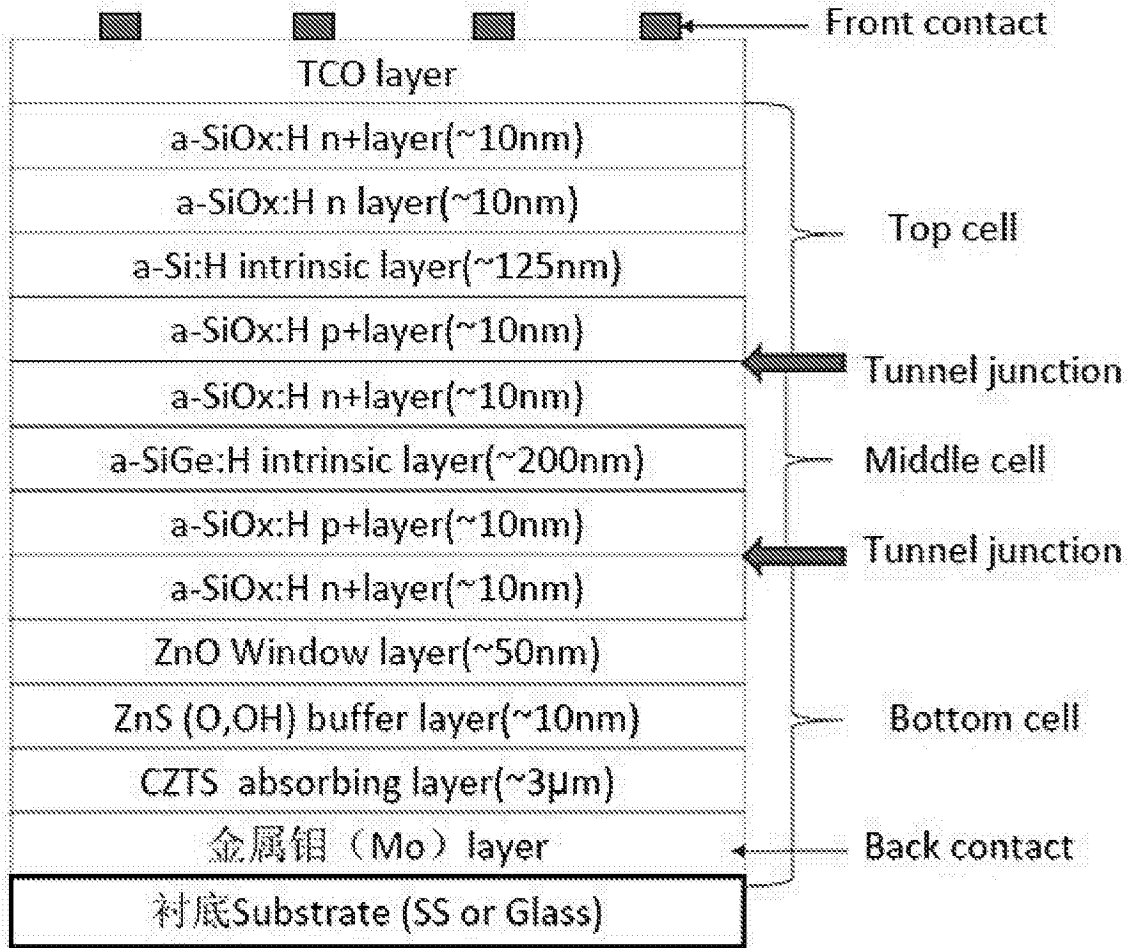 Front contact
TCO layer
a-SiOx:H n+layer(~10nm)
a-SiOx:H n layer(~10nm)
Top cell
a-Si:H intrinsic layer(~125nm)
a-SiOx:H p+layer(~10nm)
Tunnel junction
a-SiOx:H n+layer(~10nm)
a-SiGe:H intrinsic layer(~200nm)
Middle cell
a-SiOx:H p+layer(~10nm)
Tunnel junction
a-SiOx:H n+layer(~10nm)
ZnO Window layer(~50nm)
ZnS (O,OH) buffer layer(~10nm)
Bottom cell
CZTS absorbing layer(~3μm)
金属钼（Mo）layer
Back contact
衬底Substrate (SS or Glass)